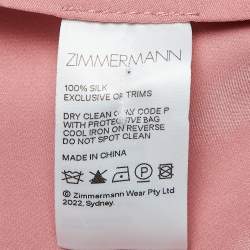 ZIMMERMANN
100% SILK
EXCLUSIVE OF TRIMS
DRY CLEAN ONLY CODE P
WITH PROTECTIVE BAG
COOL IRON ON REVERSE
DO NOT SPOT CLEAN
MADE IN CHINA
© Zimmermann Wear Pty Ltd
2022, Sydney.